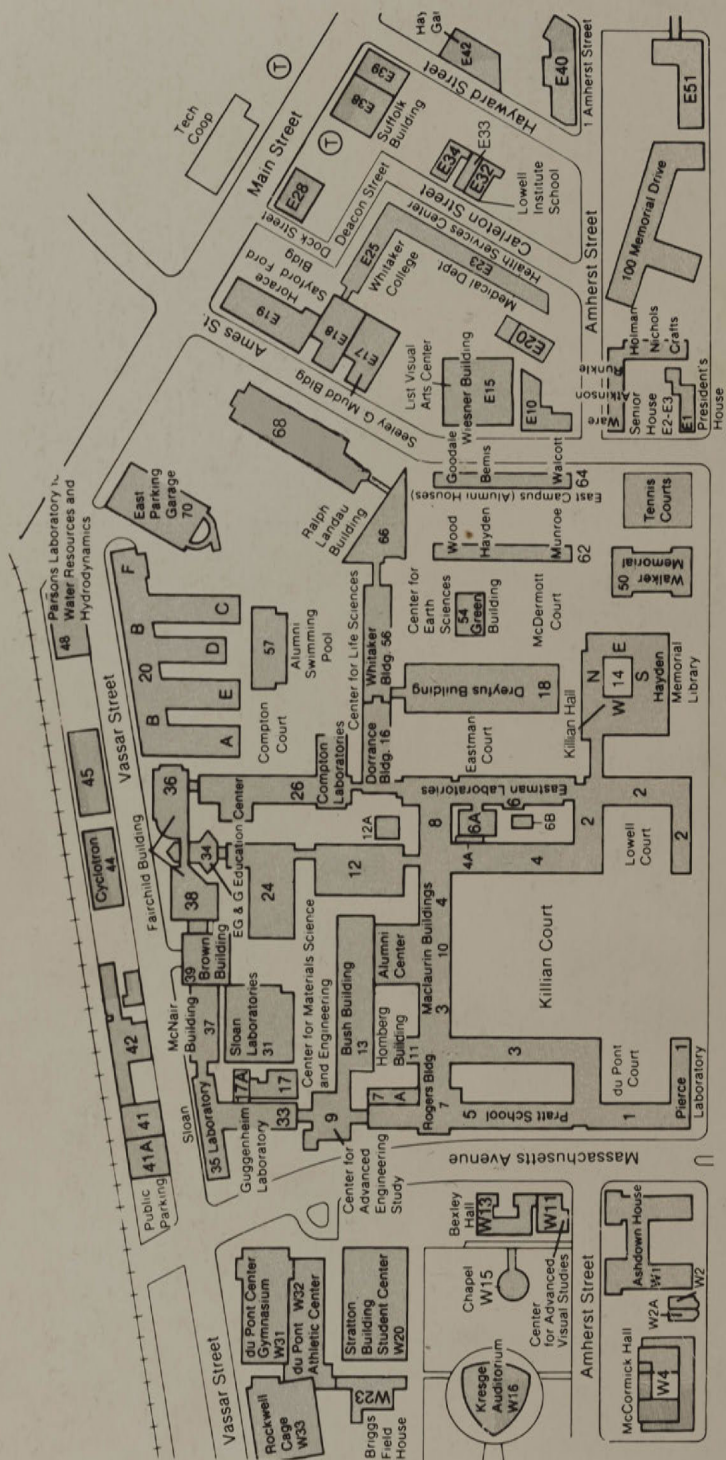 Parsons Laboratory
Water Resources and
Hydrodynamics
48
Vassar Street
45
Cyclotron
44
42
41
41A
Public
Parking
Vassar Street
Tech
Coop
T
Main Street
T
E39
E38
Suffolk
Building
E42
Hayward Street
E40
1 Amherst Street
E51
E28
Dock Street
Deacon Street
Carleton Street
E34
E33
E32
Lowell
Institute
School
Health Services Center
E23
Medical Dept
E25
Whitaker
College
Horace
Sayford Ford
Bldg
E19
E18
E17
Ames St.
Seeley G Mudd Bldg
E20
List Visual
Arts Center
Wiesner Building
E15
E10
Amherst Street
100 Memorial Drive
Holman
Nichols
Crafts
Runkle
Atkinson
Ware
Senior
House
E2-E3
E1
President's
House
68
Ralph
Landau
Building
66
East
Parking
Garage
70
Goodale
Bemis
Walcott
64
East Campus (Alumni Houses)
Wood
Hayden
Munroe
62
Tennis
Courts
50
Walker
Memorial
F
B
20
B
C
D
E
A
57
Alumni
Swimming
Pool
Compton
Court
Center for Life Sciences
Whitaker
Bldg. 56
Dorrance
Bldg. 16
Center for
Earth
Sciences
54
Green
Building
McDermott
Court
Dreyfus Building
18
Eastman
Court
Killian Hall
N
W 14 E
S
Hayden
Memorial
Library
36
Fairchild Building
34
38
EG & G Education Center
26
Compton
Laboratories
Eastman Laboratories
6
12A
8
6A
6B
4A
2
4
2
Lowell
Court
2
24
12
McNair
Building
39
Brown
Building
37
Sloan
Laboratories
31
Sloan
Laboratory
35
17A
17
Guggenheim
Laboratory
33
Center for Materials Science
and Engineering
Bush Building
13
Alumni
Center
Homberg
Building
11
Maclaurin Buildings
3
10
4
Killian Court
9
7
A
Rogers Bldg
7
Center for
Advanced
Engineering
Study
5
Pratt School
3
1
du Pont
Court
Pierce
Laboratory
1
Massachusetts Avenue
Vassar Street
du Pont Center
Gymnasium
W31
du Pont W32
Athletic Center
Stratton
Building
Student Center
W20
Rockwell
Cage
W33
W23
Briggs
Field
House
Bexley
Hall
W13
W11
Chapel
W15
Center
for Advanced
Visual Studies
Kresge
Auditorium
W16
Amherst Street
Ashdown House
W1
W2A
W2
McCormick Hall
W4